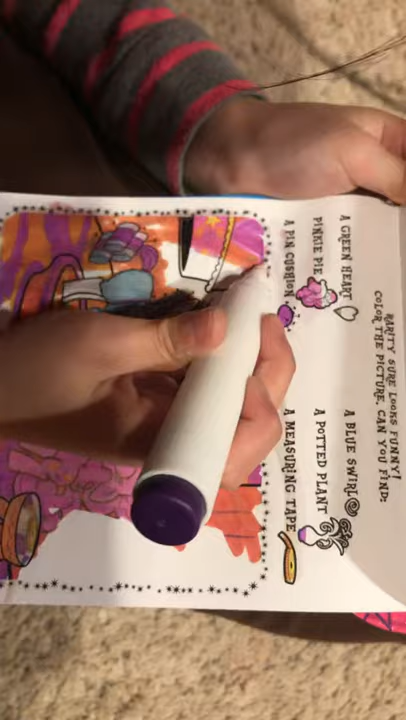 RARITY SURE LOOKS FUNNY!
COLOR THE PICTURE. CAN YOU FIND:
A GREEN HEART
PINKIE PIE
A PIN CUSHION
A BLUE SWIRL
A POTTED PLANT
A MEASURING TAPE